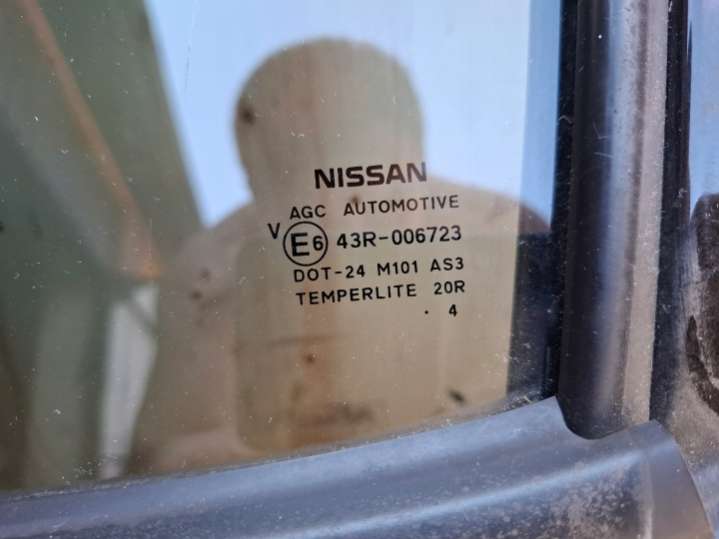 NISSAN
AGC AUTOMOTIVE
V E6 43R-006723
DOT-24 M101 AS3
TEMPERLITE 20R
. 4